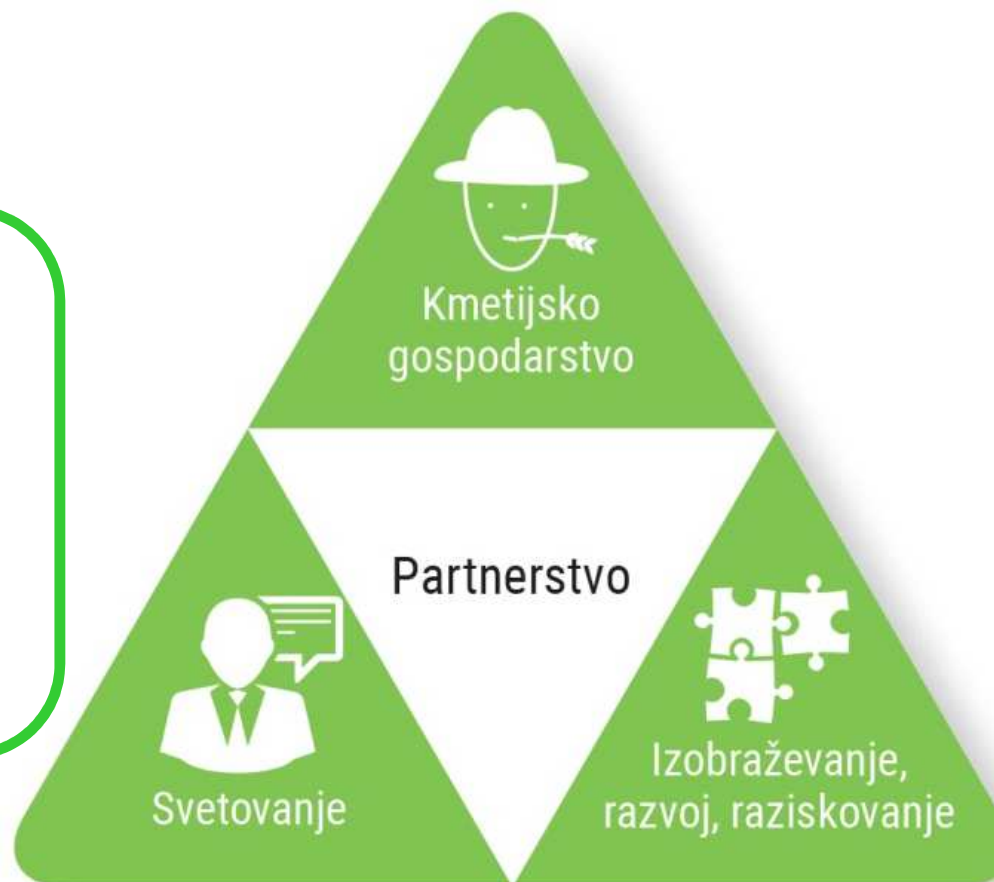 Kmetijsko
gospodarstvo
Partnerstvo
Svetovanje
Izobraževanje,
razvoj, raziskovanje